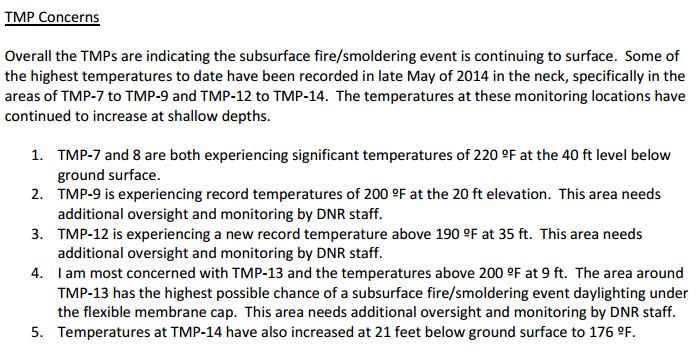 TMP Concerns
Overall the TMPs are indicating the subsurface fire/smoldering event is continuing to surface.  Some of
the highest temperatures to date have been recorded in late May of 2014 in the neck, specifically in the
areas of TMP-7 to TMP-9 and TMP-12 to TMP-14.  The temperatures at these monitoring locations have
continued to increase at shallow depths.
1. TMP-7 and 8 are both experiencing significant temperatures of 220 ºF at the 40 ft level below
ground surface.
2. TMP-9 is experiencing record temperatures of 200 ºF at the 20 ft elevation.  This area needs
additional oversight and monitoring by DNR staff.
3. TMP-12 is experiencing a new record temperature above 190 ºF at 35 ft.  This area needs
additional oversight and monitoring by DNR staff.
4. I am most concerned with TMP-13 and the temperatures above 200 ºF at 9 ft.  The area around
TMP-13 has the highest possible chance of a subsurface fire/smoldering event daylighting under
the flexible membrane cap.  This area needs additional oversight and monitoring by DNR staff.
5. Temperatures at TMP-14 have also increased at 21 feet below ground surface to 176 ºF.